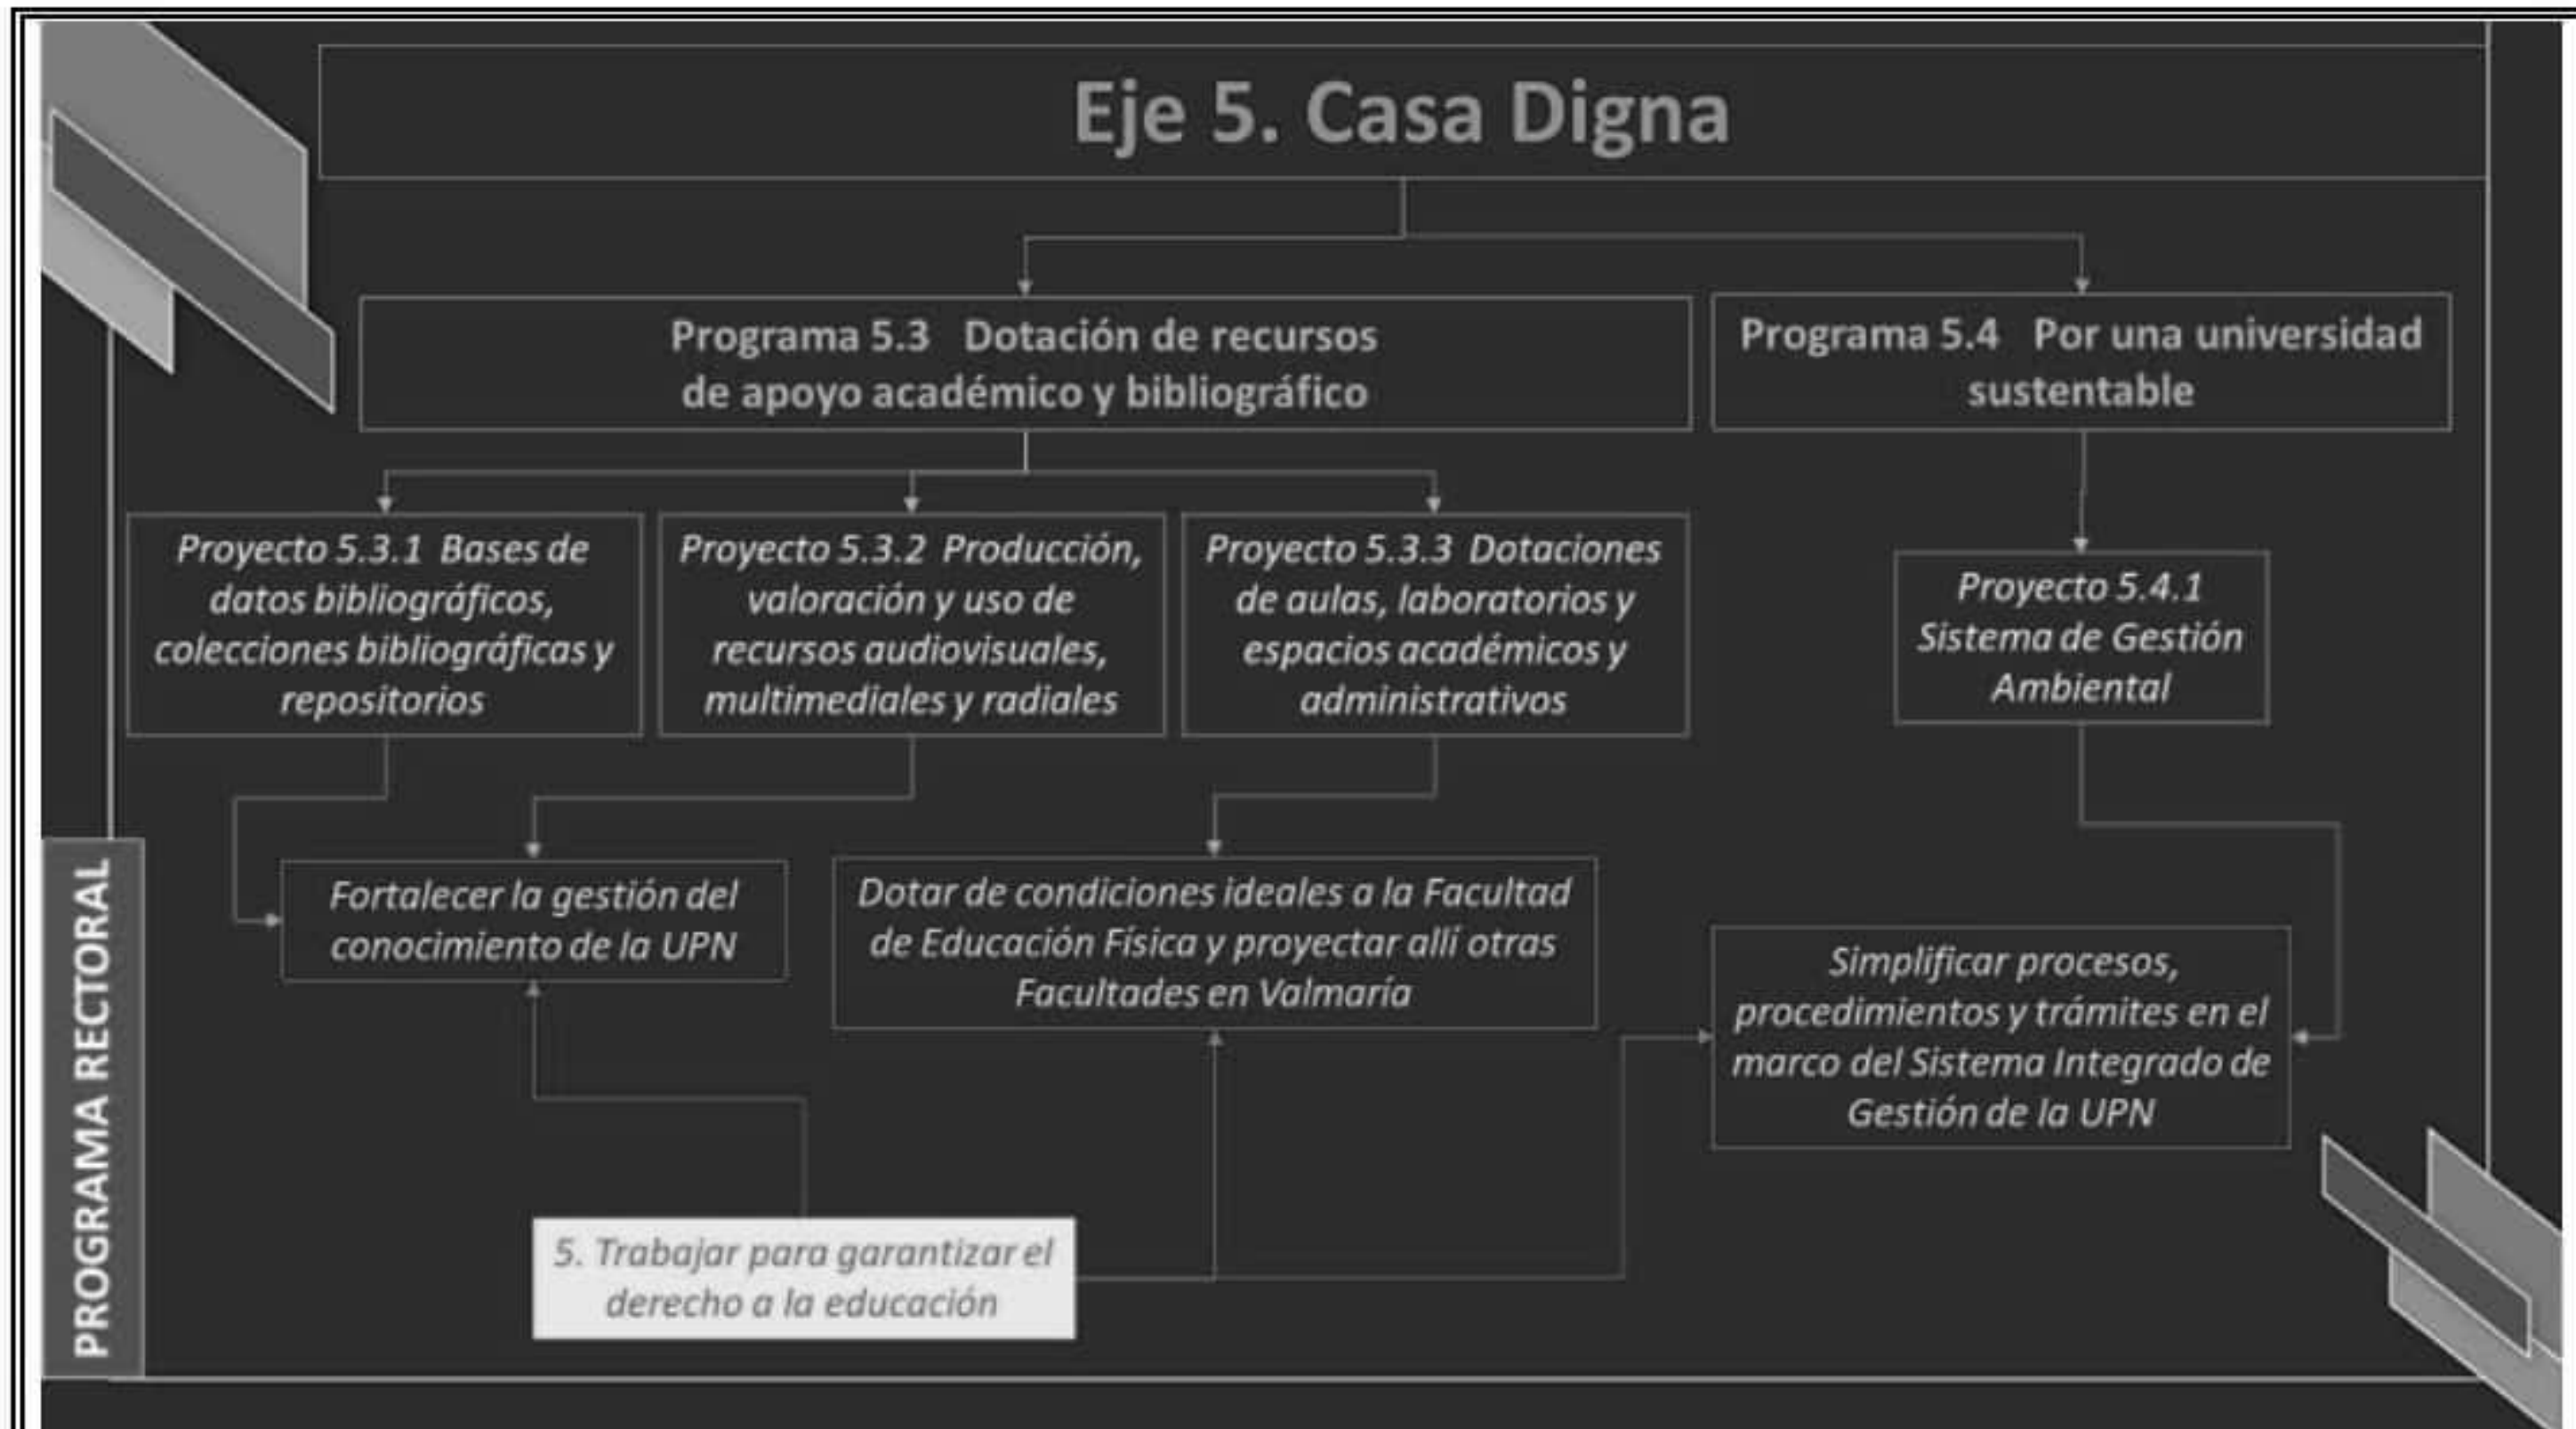 Eje 5. Casa Digna
Programa 5.3 Dotación de recursos
de apoyo académico y bibliográfico
Programa 5.4 Por una universidad
sustentable
Proyecto 5.3.1 Bases de
datos bibliográficos,
colecciones bibliográficas y
repositorios
Proyecto 5.3.2 Producción,
valoración y uso de
recursos audiovisuales,
multimediales y radiales
Proyecto 5.3.3 Dotaciones
de aulas, laboratorios y
espacios académicos y
administrativos
Proyecto 5.4.1
Sistema de Gestión
Ambiental
PROGRAMA RECTORAL
Fortalecer la gestión del
conocimiento de la UPN
Dotar de condiciones ideales a la Facultad
de Educación Física y proyectar allí otras
Facultades en Valmaría
Simplificar procesos,
procedimientos y trámites en el
marco del Sistema Integrado de
Gestión de la UPN
5. Trabajar para garantizar el
derecho a la educación